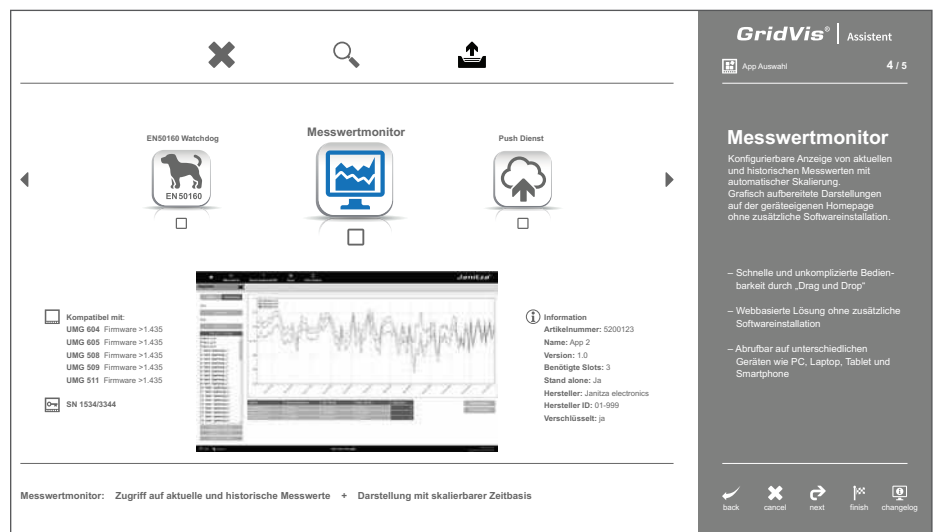 GridVis® | Assistent
App Auswahl 4 / 5
EN50160 Watchdog
Messwertmonitor
Push Dienst
EN50160
Messwertmonitor
Konfigurierbare Anzeige von aktuellen
und historischen Messwerten mit
automatischer Skalierung.
Grafisch aufbereitete Darstellungen
auf der geräteeigenen Homepage
ohne zusätzliche Softwareinstallation.
– Schnelle und unkomplizierte Bedien-
barkeit durch „Drag und Drop“
– Webbasierte Lösung ohne zusätzliche
Softwareinstallation
– Abrufbar auf unterschiedlichen
Geräten wie PC, Laptop, Tablet und
Smartphone
Kompatibel mit:
UMG 604 Firmware >1.435
UMG 605 Firmware >1.435
UMG 508 Firmware >1.435
UMG 509 Firmware >1.435
UMG 511 Firmware >1.435
SN 1534/3344
Janitza
Information
Artikelnummer: 5200123
Name: App 2
Version: 1.0
Benötigte Slots: 3
Stand alone: Ja
Hersteller: Janitza electronics
Hersteller ID: 01-999
Verschlüsselt: ja
Messwertmonitor: Zugriff auf aktuelle und historische Messwerte + Darstellung mit skalierbarer Zeitbasis
back cancel next finish changelog